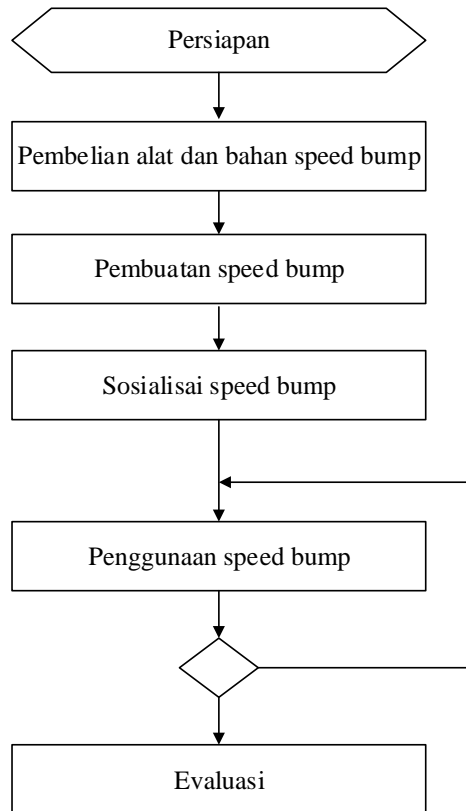 Persiapan
Pembelian alat dan bahan speed bump
Pembuatan speed bump
Sosialisai speed bump
Penggunaan speed bump
Evaluasi